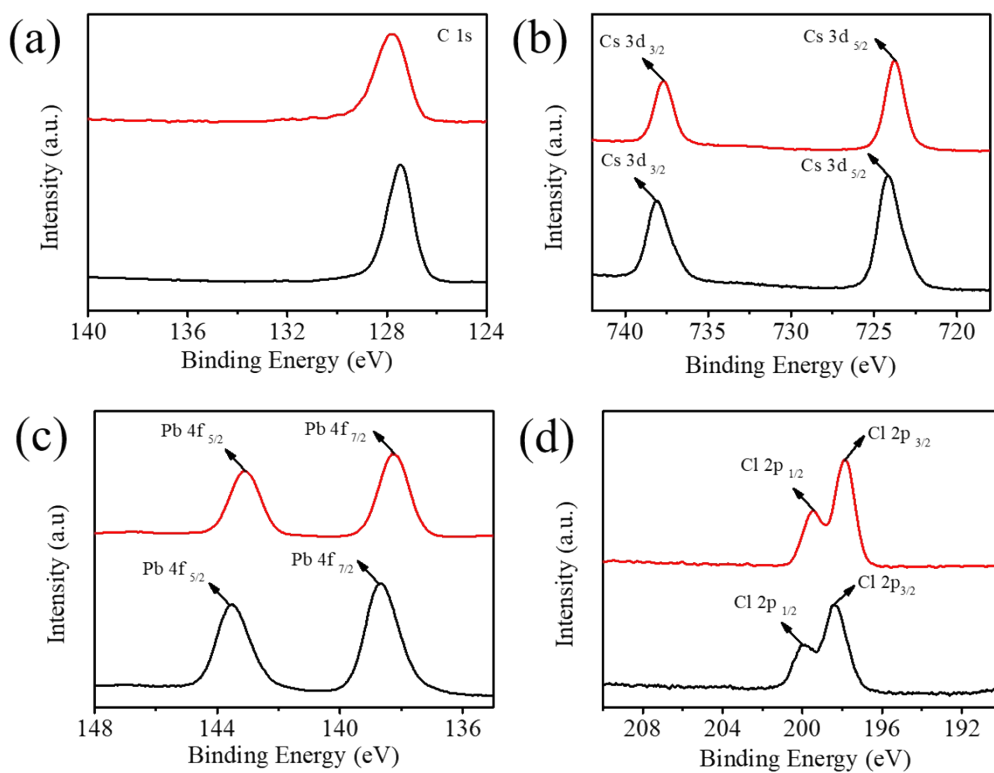 (a)
C 1s
Intensity (a.u.)
140 136 132 128 124
Binding Energy (eV)
(b)
Cs 3d 3/2
Cs 3d 5/2
Cs 3d 3/2
Cs 3d 5/2
Intensity (a.u.)
740 735 730 725 720
Binding Energy (eV)
(c)
Pb 4f 5/2
Pb 4f 7/2
Pb 4f 5/2
Pb 4f 7/2
Intensity (a.u)
148 144 140 136
Binding Energy (eV)
(d)
Cl 2p 3/2
Cl 2p 1/2
Cl 2p 1/2
Cl 2p3/2
Intensity (a.u.)
208 204 200 196 192
Binding Energy (eV)